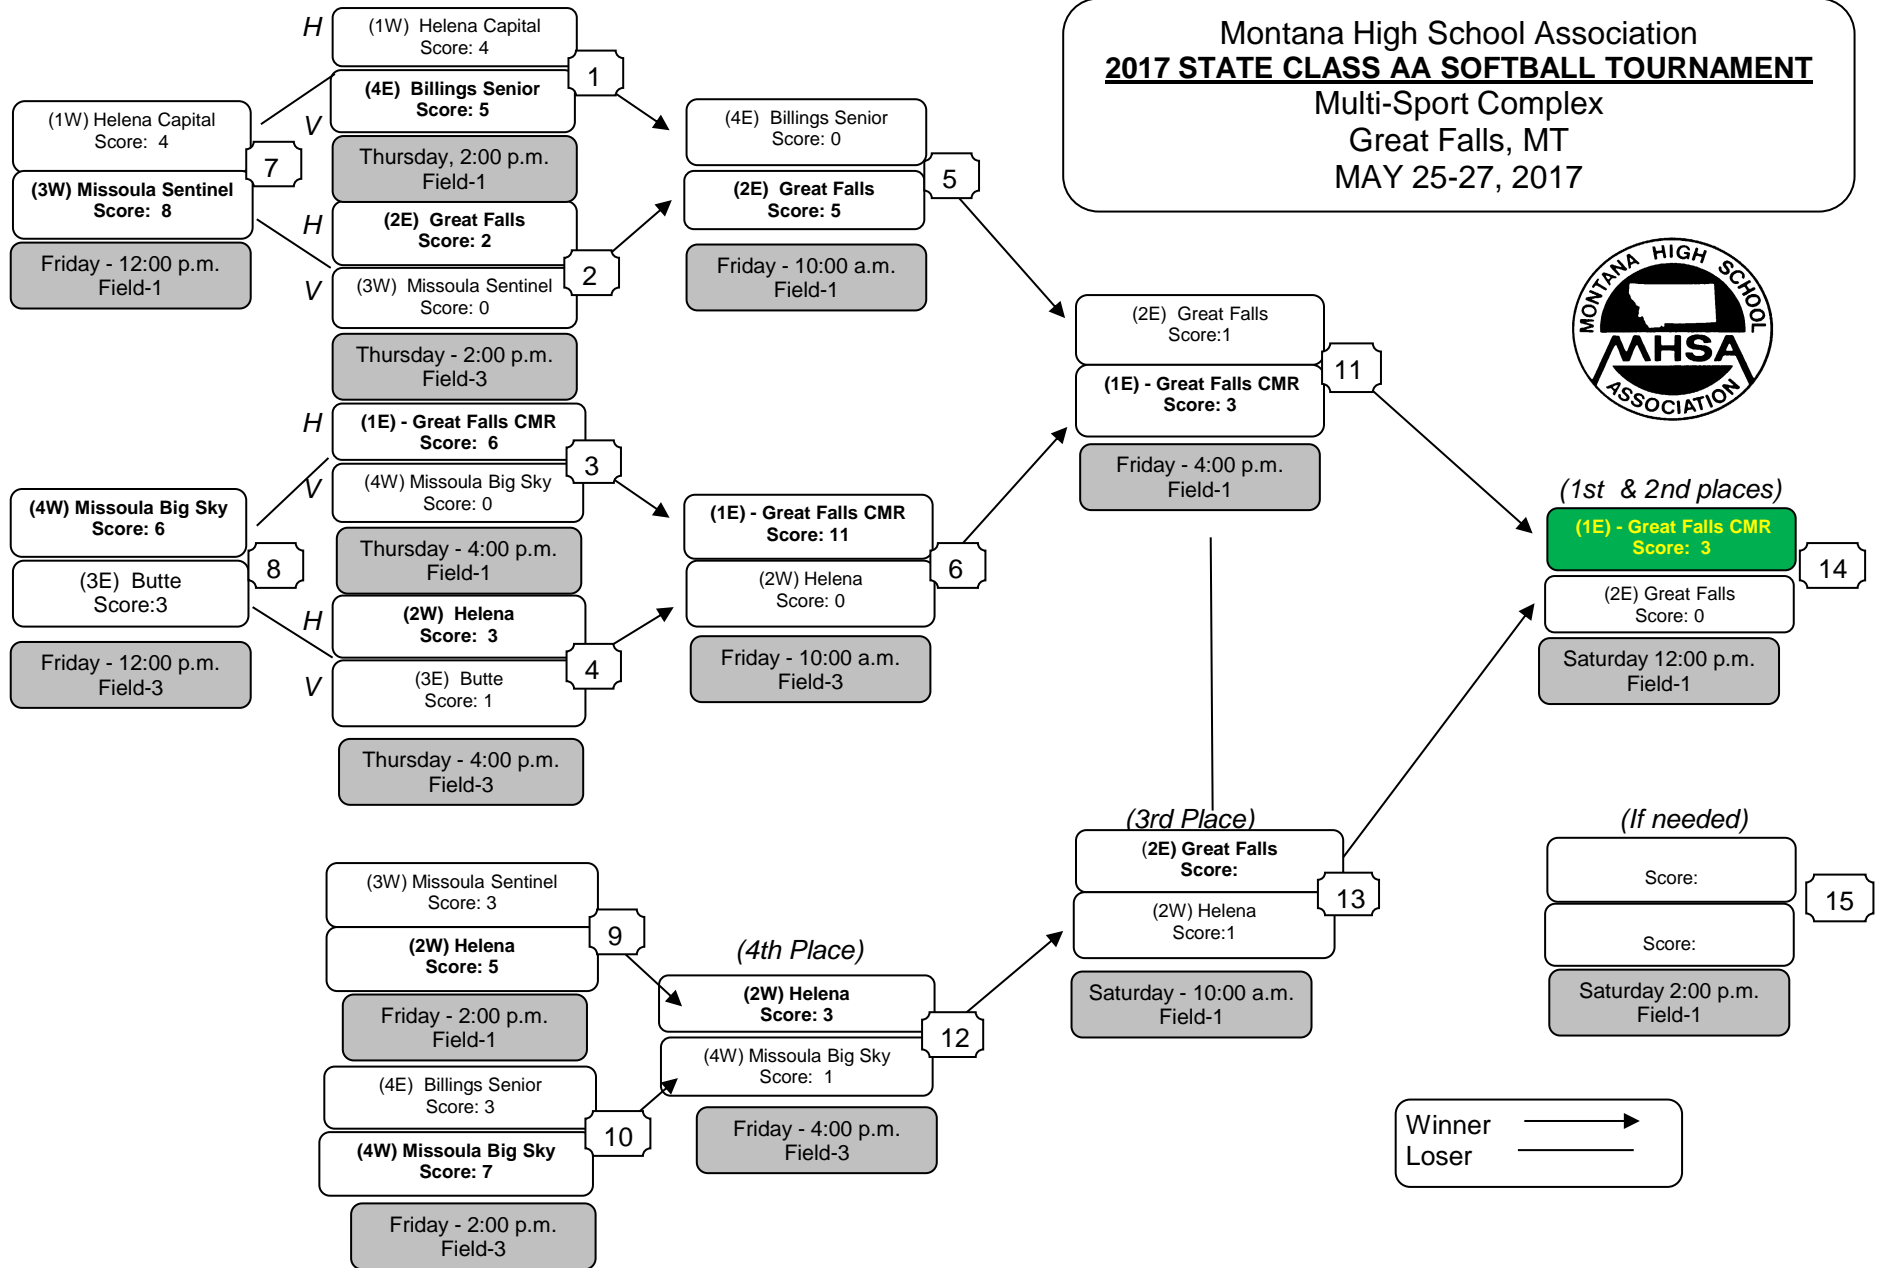 Montana High School Association
2017 STATE CLASS AA SOFTBALL TOURNAMENT
Multi-Sport Complex
Great Falls, MT
MAY 25-27, 2017
MONTANA HIGH SCHOOL
MHSA
ASSOCIATION
(1W) Helena Capital
Score: 4
(3W) Missoula Sentinel
Score: 8
7
Friday - 12:00 p.m.
Field-1
(4W) Missoula Big Sky
Score: 6
(3E) Butte
Score:3
8
Friday - 12:00 p.m.
Field-3
H
(1W) Helena Capital
Score: 4
V
(4E) Billings Senior
Score: 5
1
Thursday, 2:00 p.m.
Field-1
H
(2E) Great Falls
Score: 2
V
(3W) Missoula Sentinel
Score: 0
2
Thursday - 2:00 p.m.
Field-3
H
(1E) - Great Falls CMR
Score: 6
V
(4W) Missoula Big Sky
Score: 0
3
Thursday - 4:00 p.m.
Field-1
H
(2W) Helena
Score: 3
V
(3E) Butte
Score: 1
4
Thursday - 4:00 p.m.
Field-3
(4E) Billings Senior
Score: 0
(2E) Great Falls
Score: 5
5
Friday - 10:00 a.m.
Field-1
(1E) - Great Falls CMR
Score: 11
(2W) Helena
Score: 0
6
Friday - 10:00 a.m.
Field-3
(2E) Great Falls
Score:1
(1E) - Great Falls CMR
Score: 3
11
Friday - 4:00 p.m.
Field-1
(1st & 2nd places)
(1E) - Great Falls CMR
Score: 3
(2E) Great Falls
Score: 0
14
Saturday 12:00 p.m.
Field-1
(3W) Missoula Sentinel
Score: 3
(2W) Helena
Score: 5
9
Friday - 2:00 p.m.
Field-1
(4E) Billings Senior
Score: 3
(4W) Missoula Big Sky
Score: 7
10
Friday - 2:00 p.m.
Field-3
(4th Place)
(2W) Helena
Score: 3
(4W) Missoula Big Sky
Score: 1
12
Friday - 4:00 p.m.
Field-3
(3rd Place)
(2E) Great Falls
Score:
(2W) Helena
Score:1
13
Saturday - 10:00 a.m.
Field-1
(If needed)
Score:
Score:
15
Saturday 2:00 p.m.
Field-1
Winner
Loser